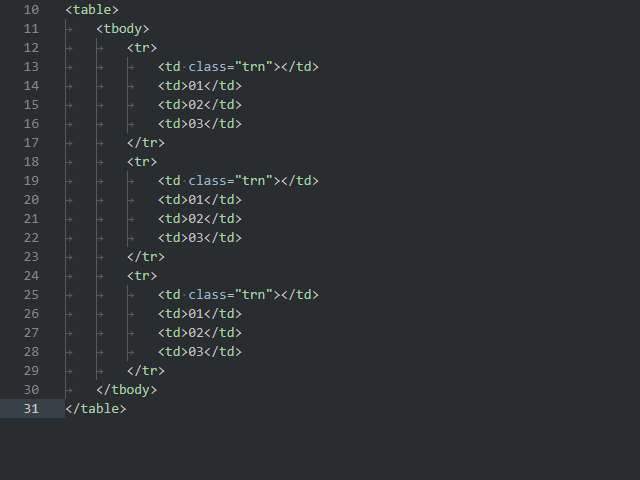 10 <table>
11 <tbody>
12 <tr>
13 <td class="trn"></td>
14 <td>01</td>
15 <td>02</td>
16 <td>03</td>
17 </tr>
18 <tr>
19 <td class="trn"></td>
20 <td>01</td>
21 <td>02</td>
22 <td>03</td>
23 </tr>
24 <tr>
25 <td class="trn"></td>
26 <td>01</td>
27 <td>02</td>
28 <td>03</td>
29 </tr>
30 </tbody>
31 </table>